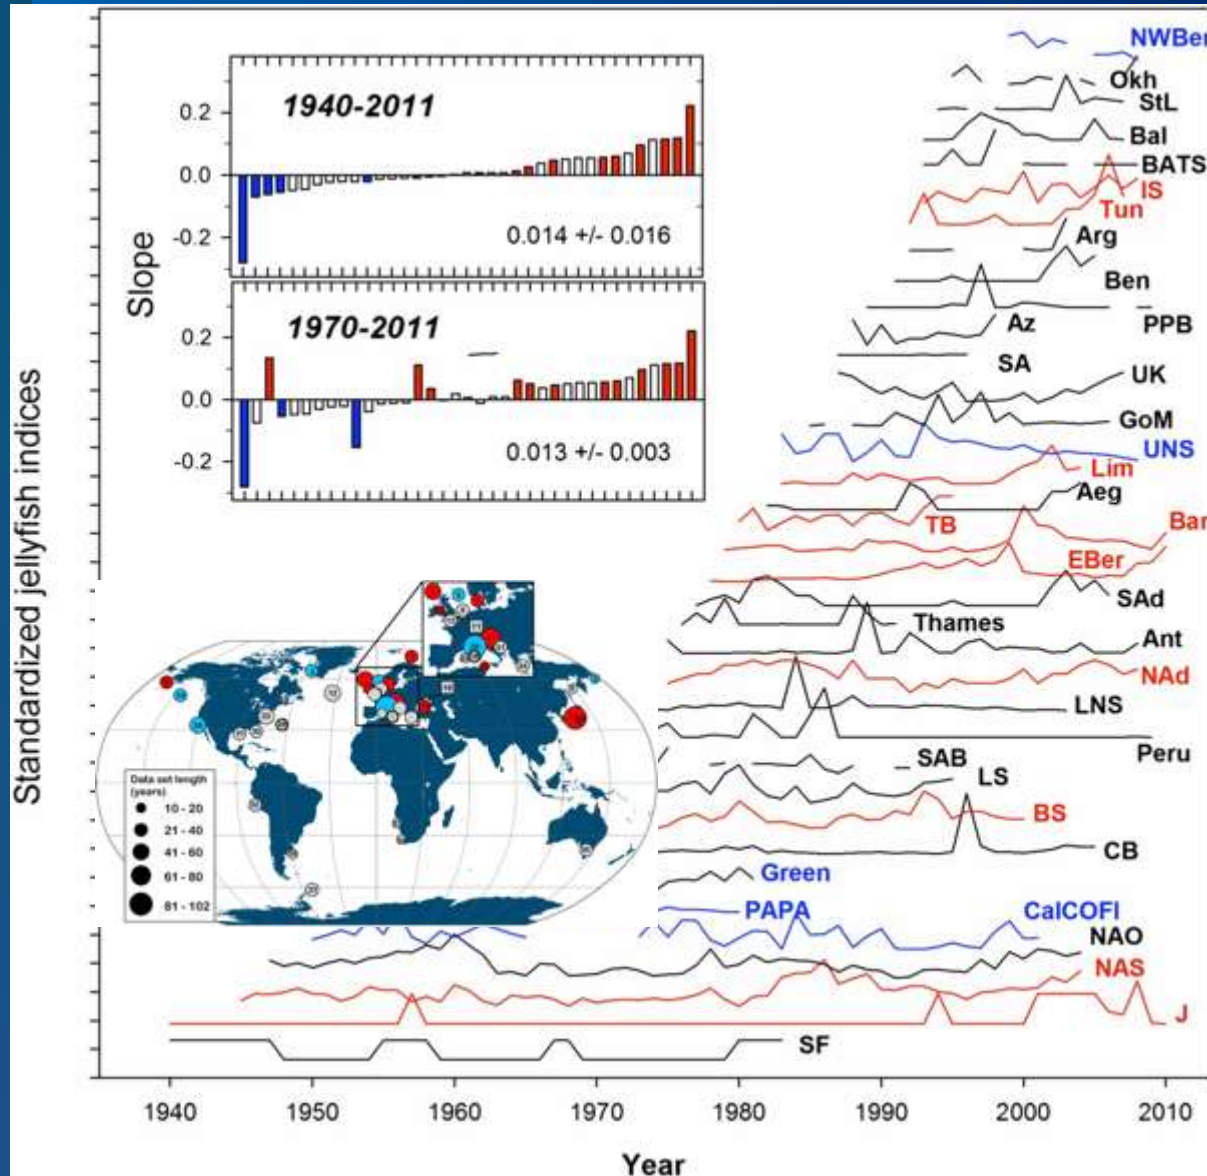 NWBer
Okh
StL
Bal
BATS
IS
Tun
Arg
Ben
Az
PPB
SA
UK
GoM
UNS
Lim
Aeg
TB
Bar
EBer
SAd
Thames
Ant
NAd
LNS
Peru
SAB
LS
BS
CB
Green
PAPA
CalCOFI
NAO
NAS
J
SF
1940-2011
0.2
0.0
-0.2
0.014 +/- 0.016
Slope
1970-2011
0.2
0.0
-0.2
0.013 +/- 0.003
Standardized jellyfish indices
Data set length
(years)
10 - 20
21 - 40
41 - 60
61 - 80
81 - 102
1940 1950 1960 1970 1980 1990 2000 2010
Year